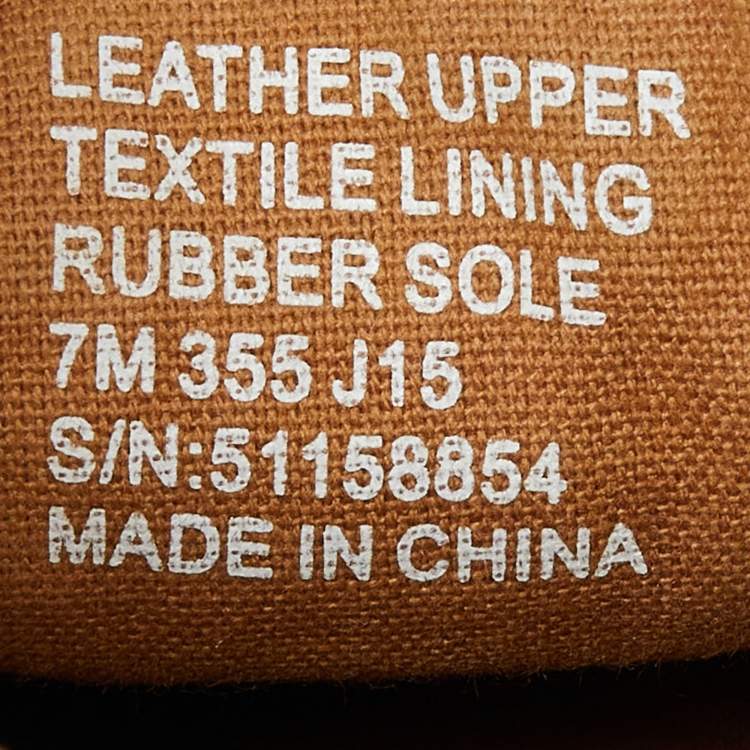 LEATHER UPPER
TEXTILE LINING
RUBBER SOLE
7M 355 J15
S/N:51158854
MADE IN CHINA